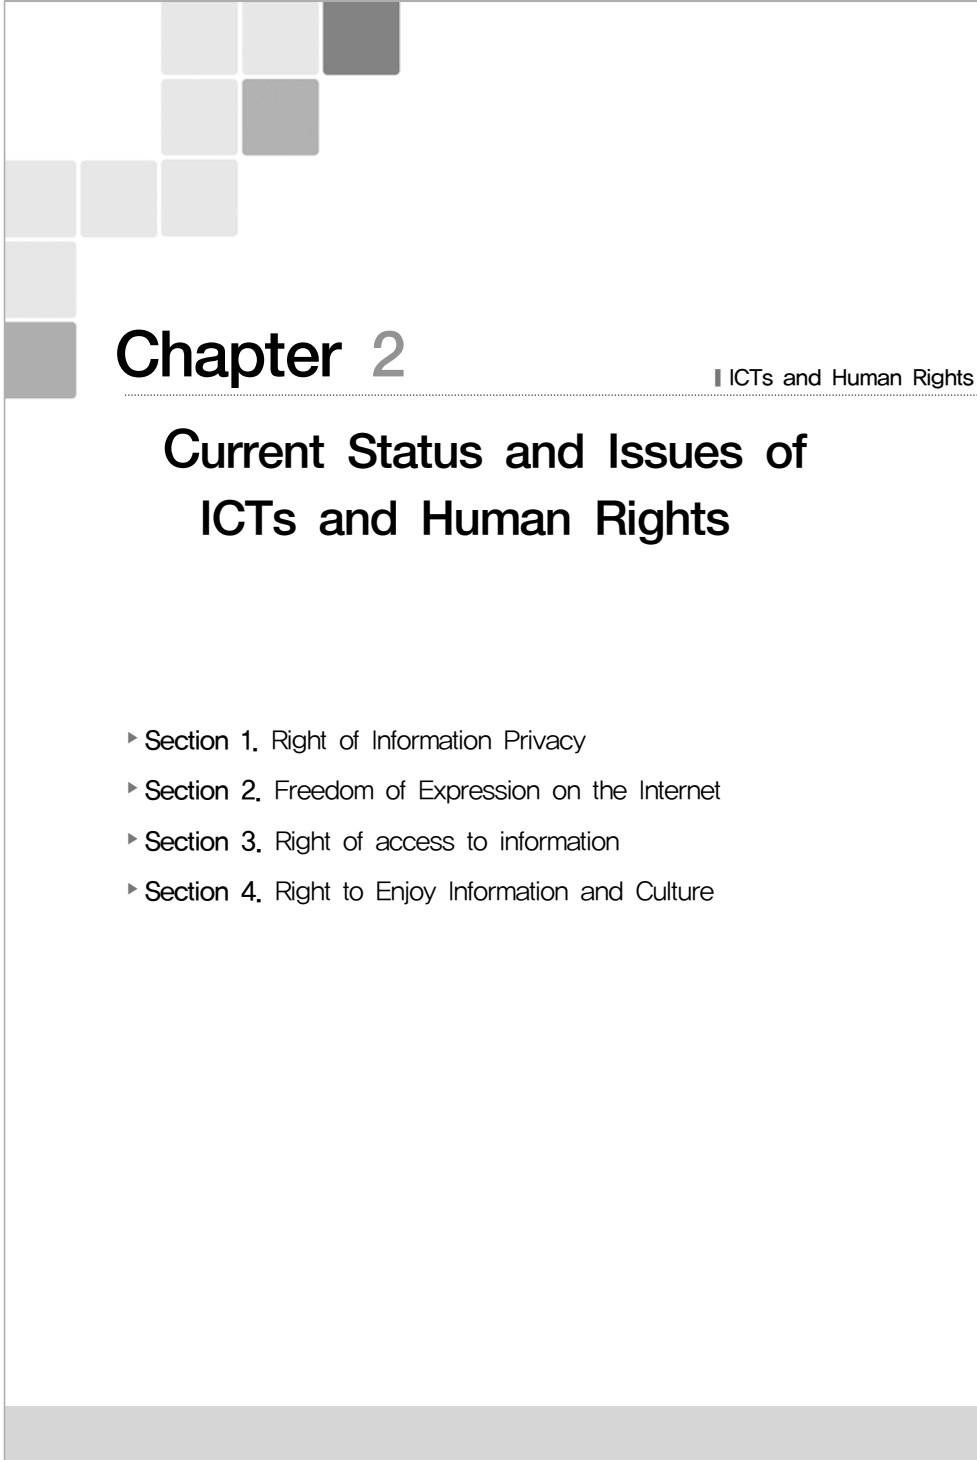 Chapter 2
ICTs and Human Rights
Current Status and Issues of
ICTs and Human Rights
Section 1. Right of Information Privacy
Section 2. Freedom of Expression on the Internet
Section 3. Right of access to information
Section 4. Right to Enjoy Information and Culture